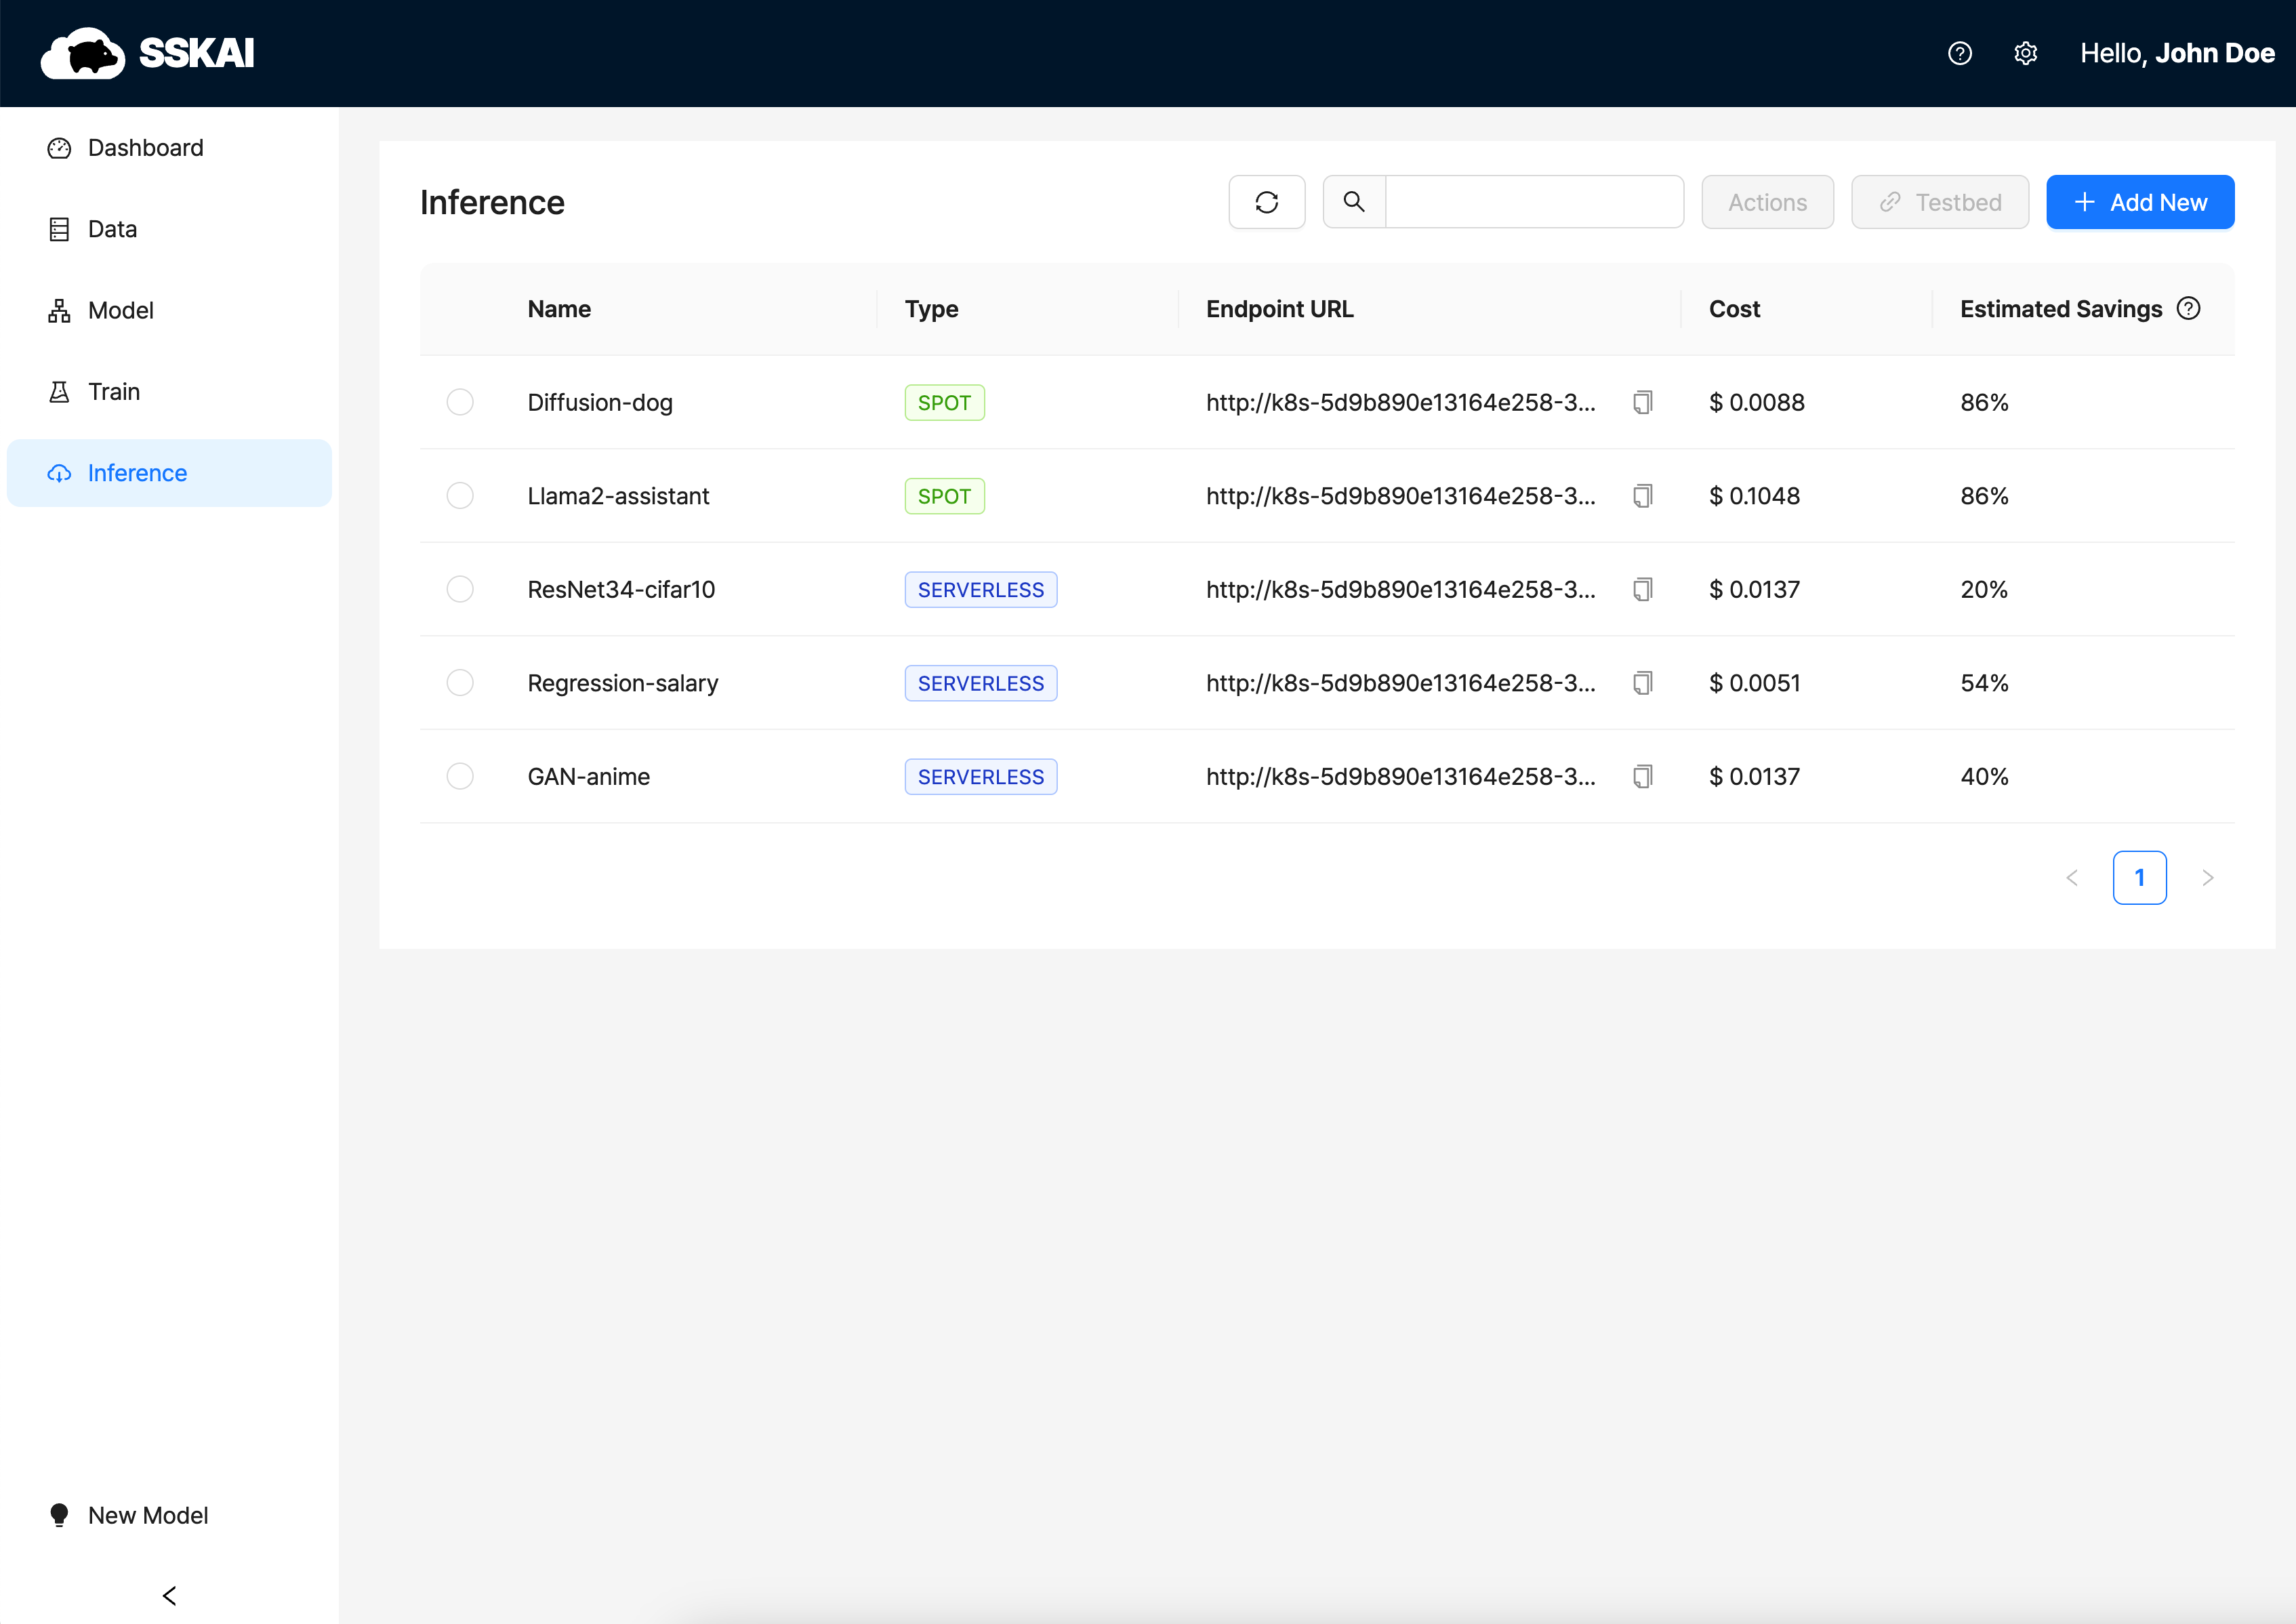 SSKAI
Hello, John Doe
Dashboard
Data
Model
Train
Inference
New Model
Inference
Actions
Testbed
Add New
Name Type Endpoint URL Cost Estimated Savings
Diffusion-dog SPOT http://k8s-5d9b890e13164e258-3... $ 0.0088 86%
Llama2-assistant SPOT http://k8s-5d9b890e13164e258-3... $ 0.1048 86%
ResNet34-cifar10 SERVERLESS http://k8s-5d9b890e13164e258-3... $ 0.0137 20%
Regression-salary SERVERLESS http://k8s-5d9b890e13164e258-3... $ 0.0051 54%
GAN-anime SERVERLESS http://k8s-5d9b890e13164e258-3... $ 0.0137 40%
1